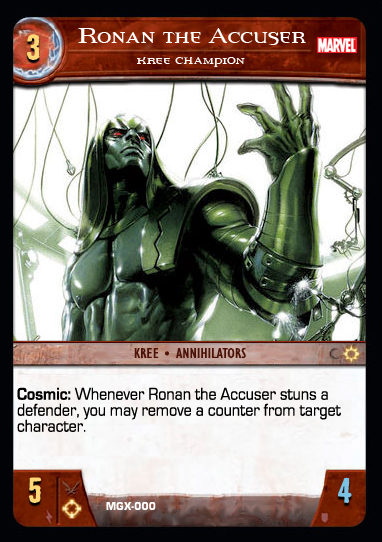 3
Ronan the Accuser
Kree Champion
MARVEL
KREE • ANNIHILATORS
C
Cosmic: Whenever Ronan the Accuser stuns a
defender, you may remove a counter from target
character.
5
MGX-000
4